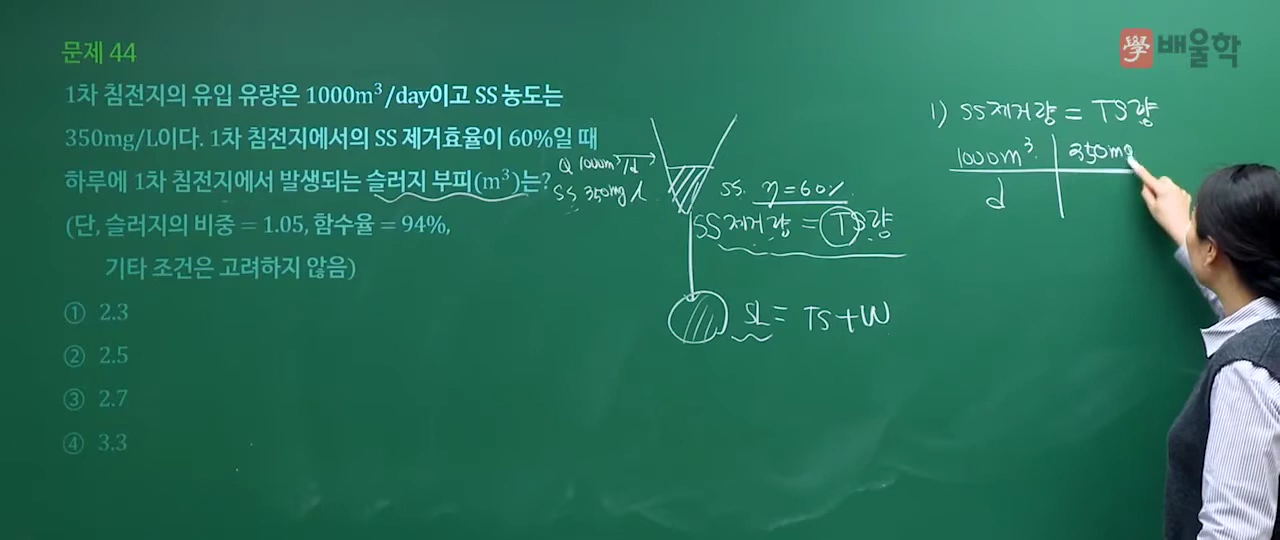 문제 44
1차 침전지의 유입 유량은 1000m³/day이고 SS 농도는
350mg/L이다. 1차 침전지에서의 SS 제거효율이 60%일 때
하루에 1차 침전지에서 발생되는 슬러지 부피(m³)는?
(단, 슬러지의 비중 = 1.05, 함수율 = 94%,
기타 조건은 고려하지 않음)
① 2.3
② 2.5
③ 2.7
④ 3.3
Q 1000m³/d
SS 350mg/L
SS. η=60%
SS제거량 = TS량
SL = TS+W
學 배울학
1) SS제거량 = TS량
1000m³ 350mg
d